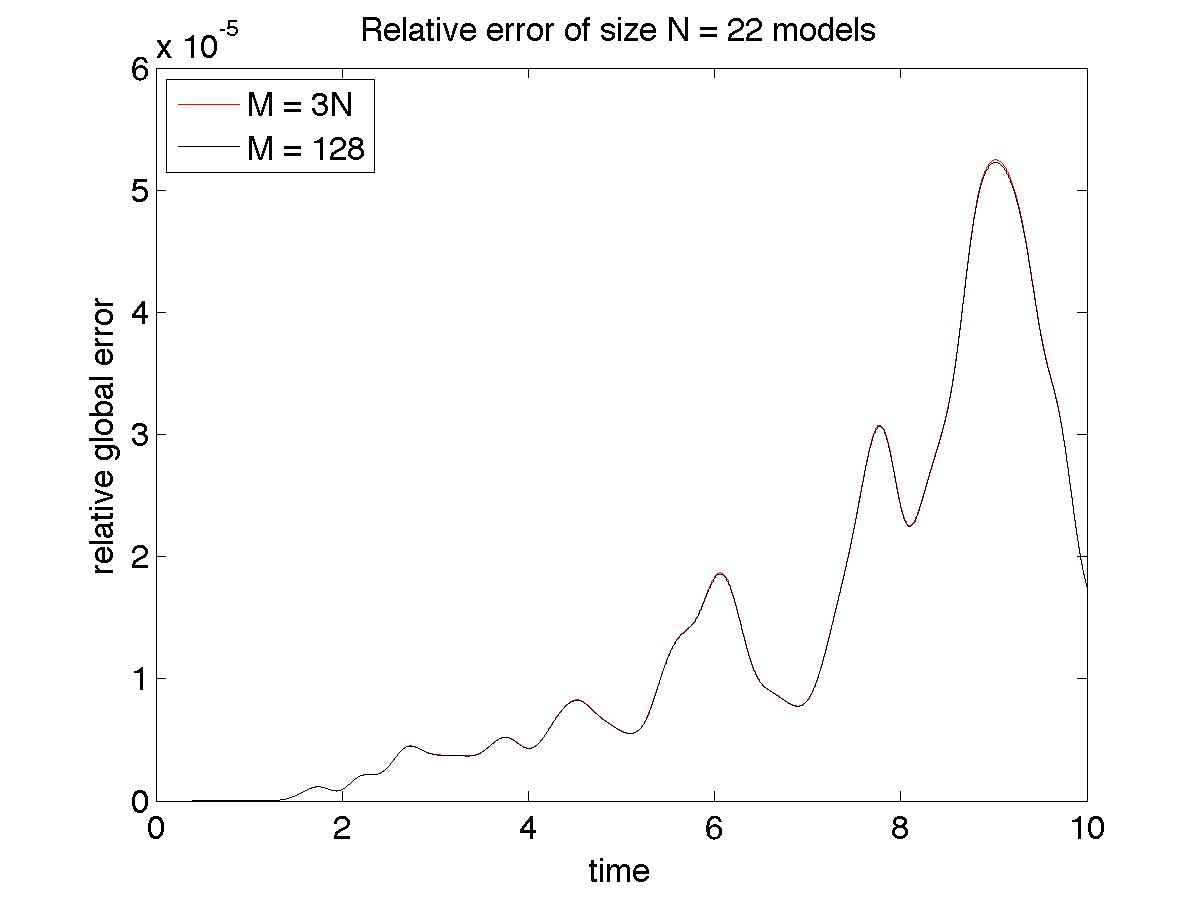 Relative error of size N = 22 models
x 10-5
6
M = 3N
M = 128
5
4
3
2
1
0
relative global error
0 2 4 6 8 10
time